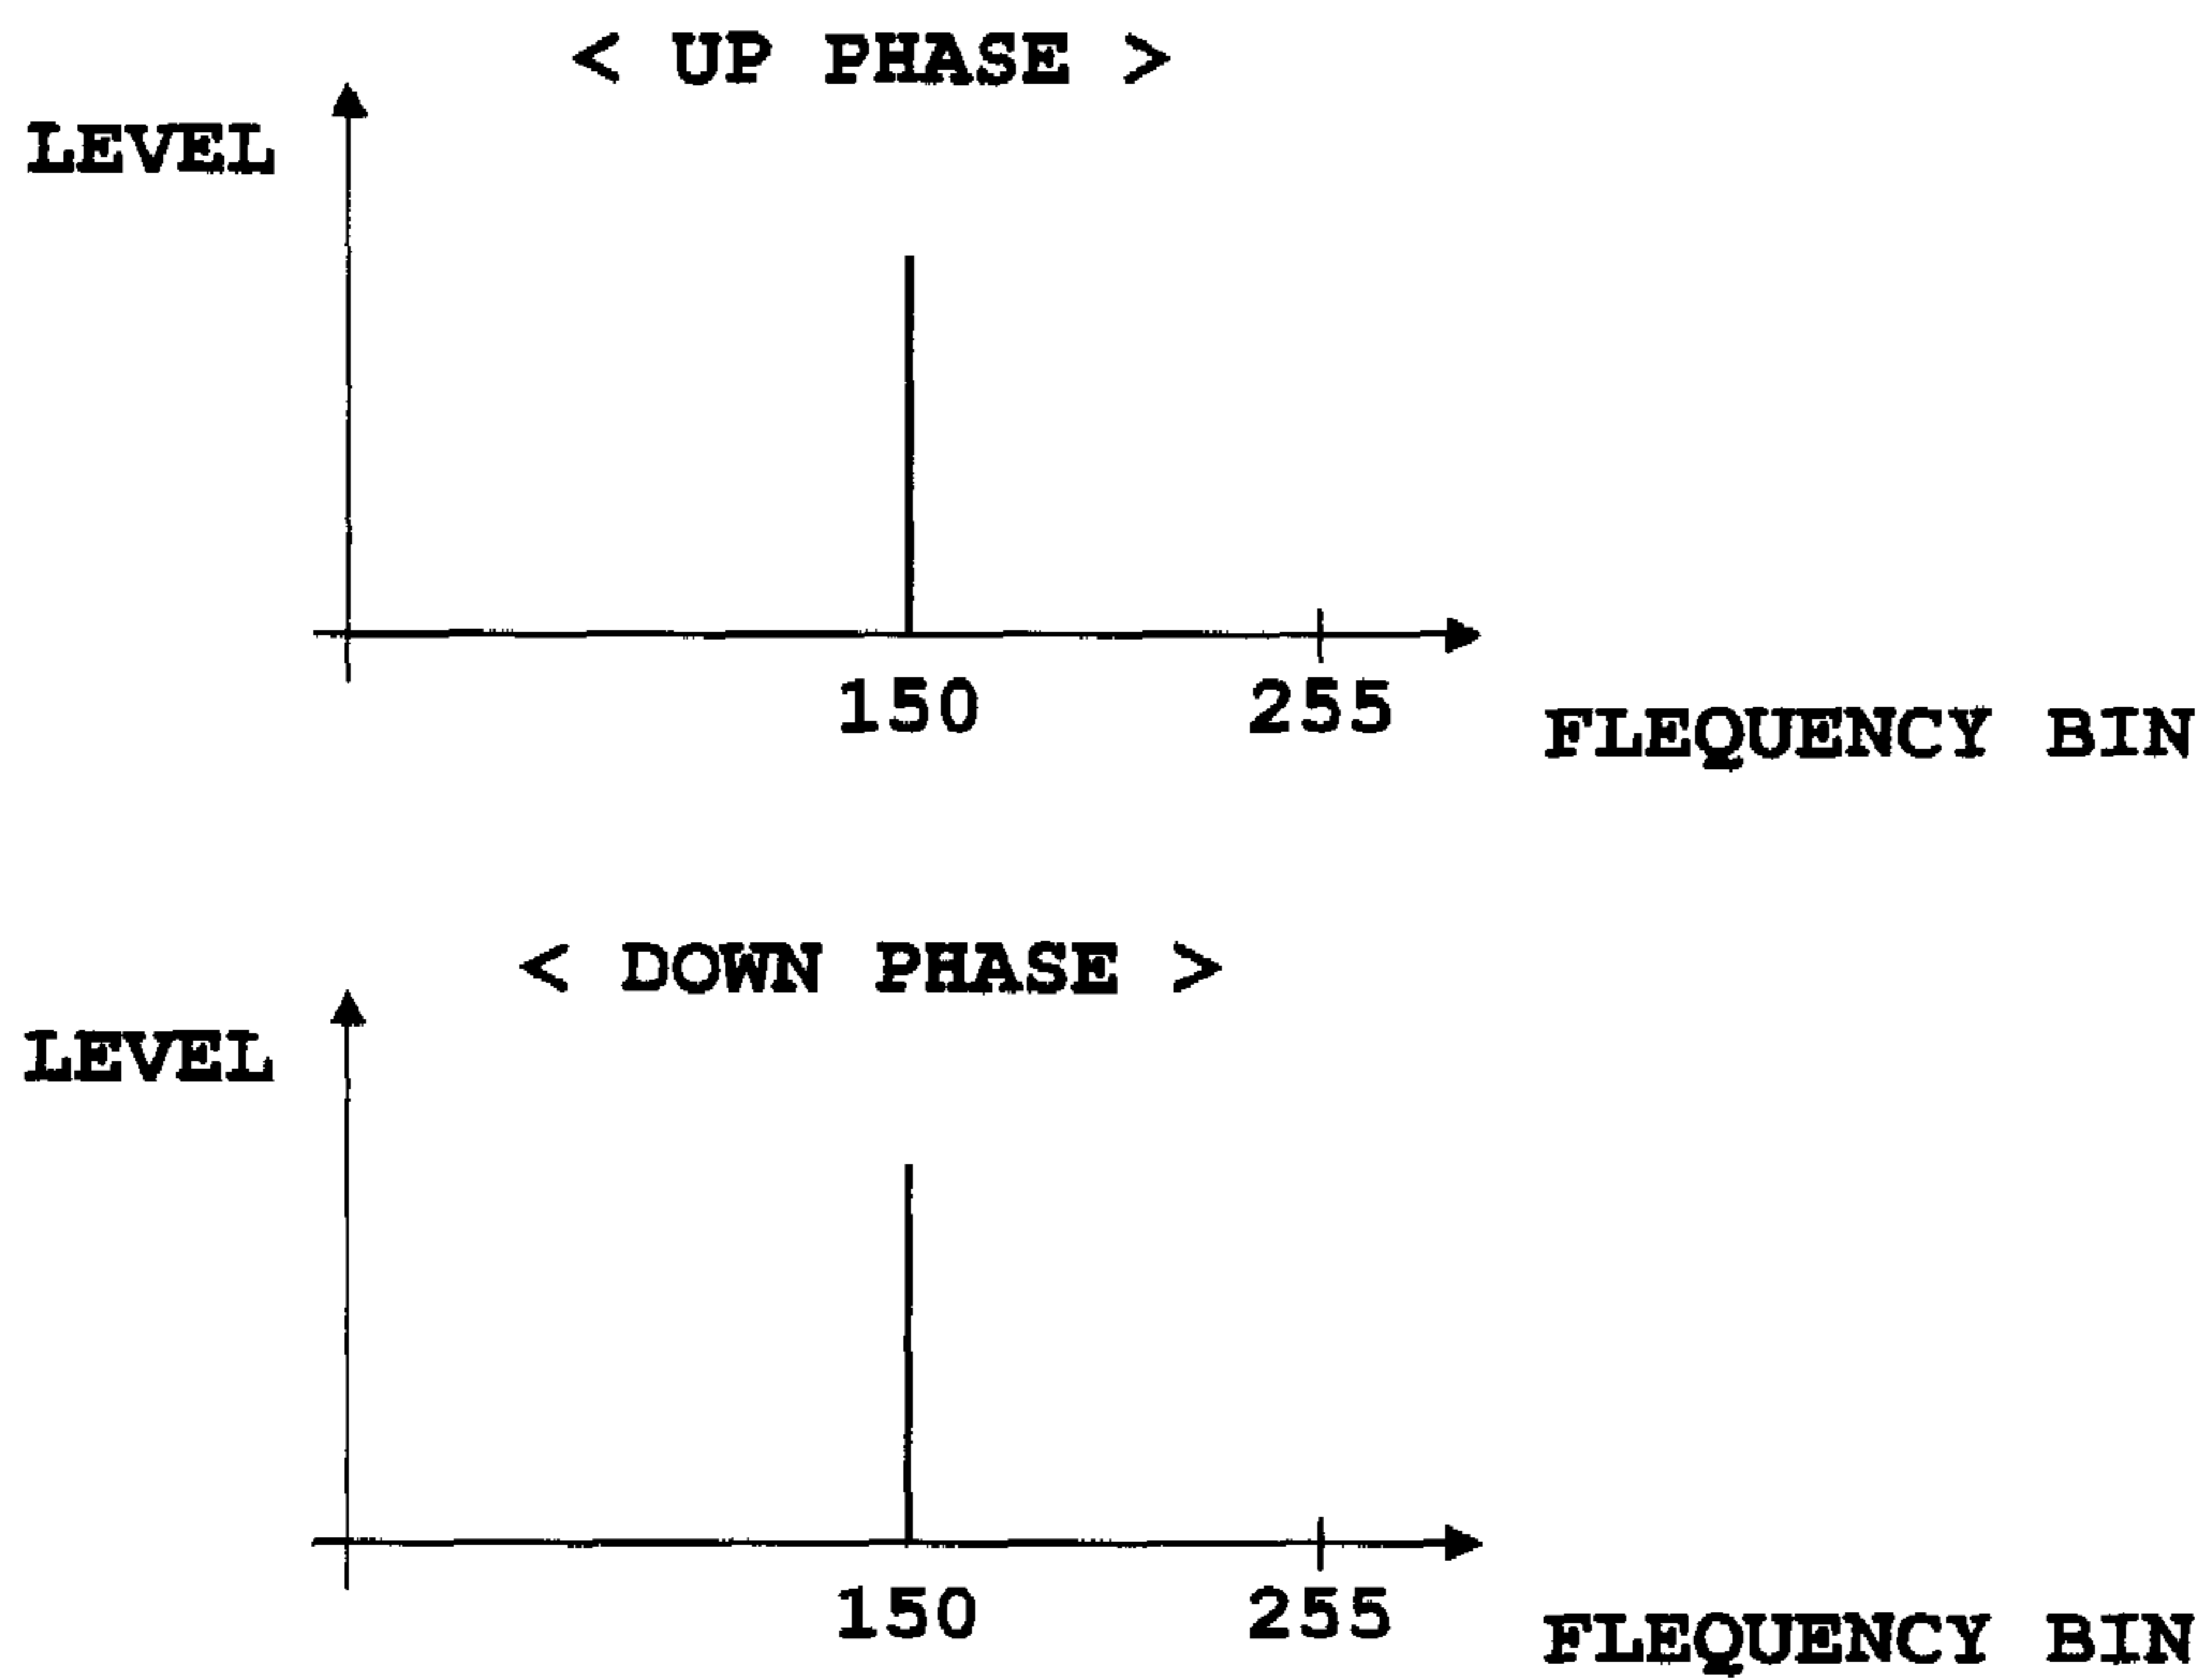 < UP PHASE >
LEVEL
150 255
FLEQUENCY BIN
< DOWN PHASE >
LEVEL
150 255
FLEQUENCY BIN